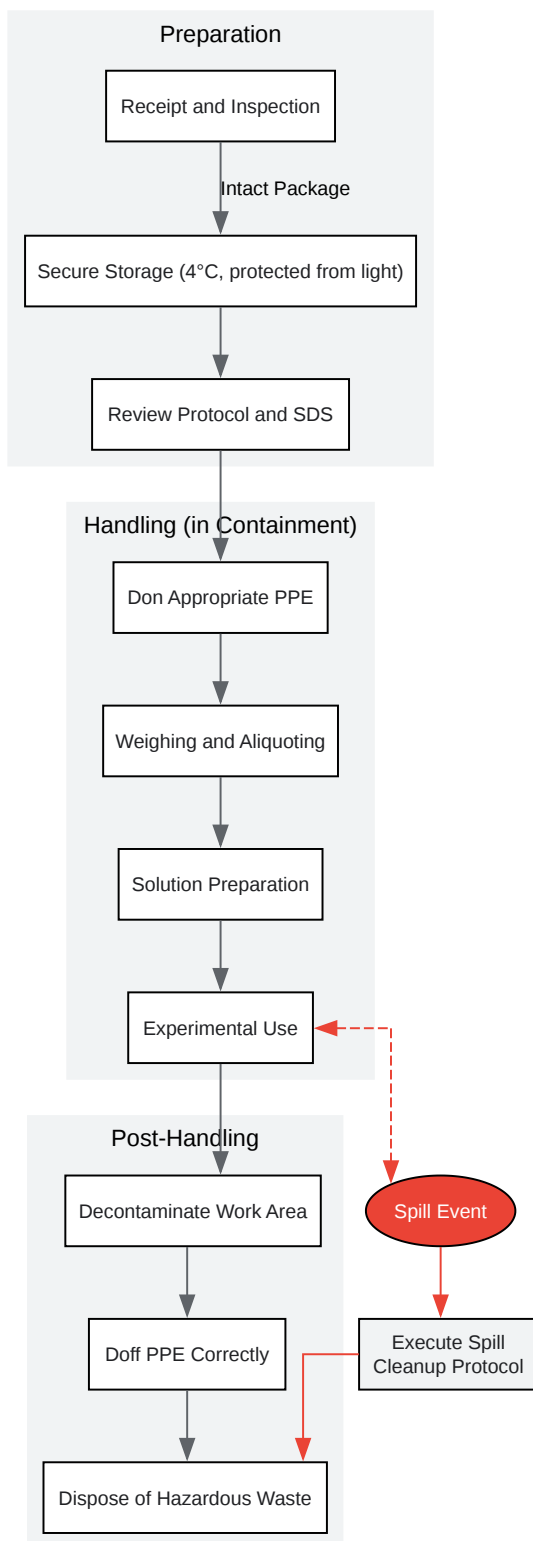 Preparation
Receipt and Inspection
Intact Package
Secure Storage (4°C, protected from light)
Review Protocol and SDS
Handling (in Containment)
Don Appropriate PPE
Weighing and Aliquoting
Solution Preparation
Experimental Use
Post-Handling
Decontaminate Work Area
Spill Event
Doff PPE Correctly
Execute Spill
Cleanup Protocol
Dispose of Hazardous Waste